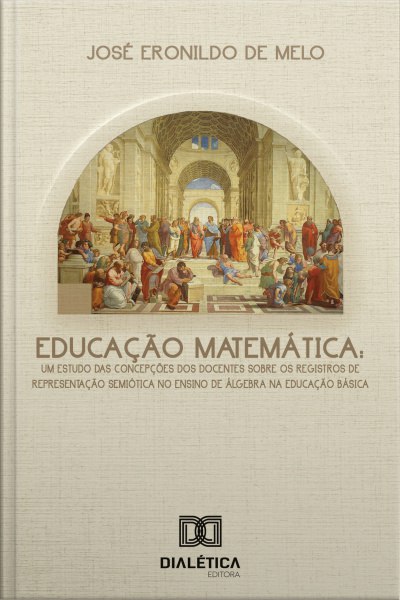 JOSÉ ERONILDO DE MELO
EDUCAÇÃO MATEMÁTICA:
UM ESTUDO DAS CONCEPÇÕES DOS DOCENTES SOBRE OS REGISTROS DE
REPRESENTAÇÃO SEMIÓTICA NO ENSINO DE ÁLGEBRA NA EDUCAÇÃO BÁSICA
DIALÉTICA
EDITORA